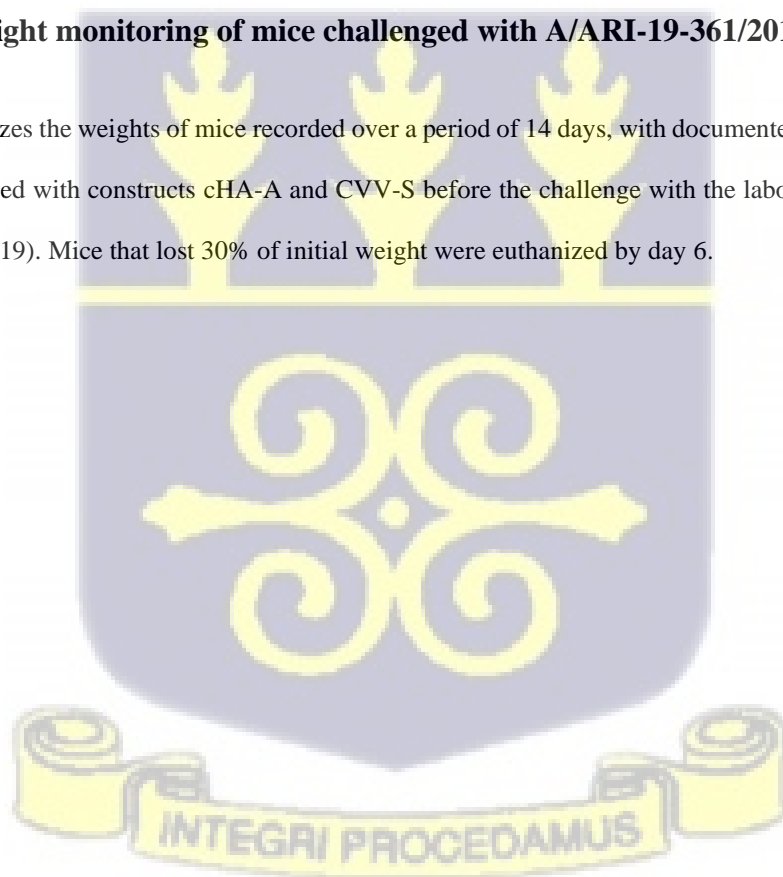 ight monitoring of mice challenged with A/ARI-19-361/201
zes the weights of mice recorded over a period of 14 days, with documente
ed with constructs cHA-A and CVV-S before the challenge with the labo
19). Mice that lost 30% of initial weight were euthanized by day 6.
INTEGRI PROCEDAMUS